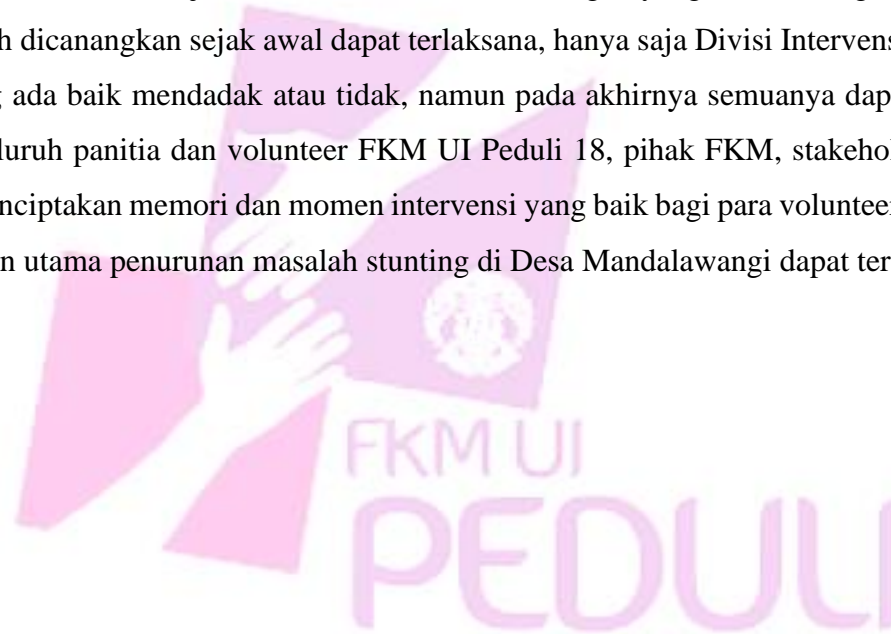 h dicanangkan sejak awal dapat terlaksana, hanya saja Divisi Intervens
ada baik mendadak atau tidak, namun pada akhirnya semuanya dap
luruh panitia dan volunteer FKM UI Peduli 18, pihak FKM, stakehol
nciptakan memori dan momen intervensi yang baik bagi para volunteer
n utama penurunan masalah stunting di Desa Mandalawangi dapat ter
FKM UI
PEDULI